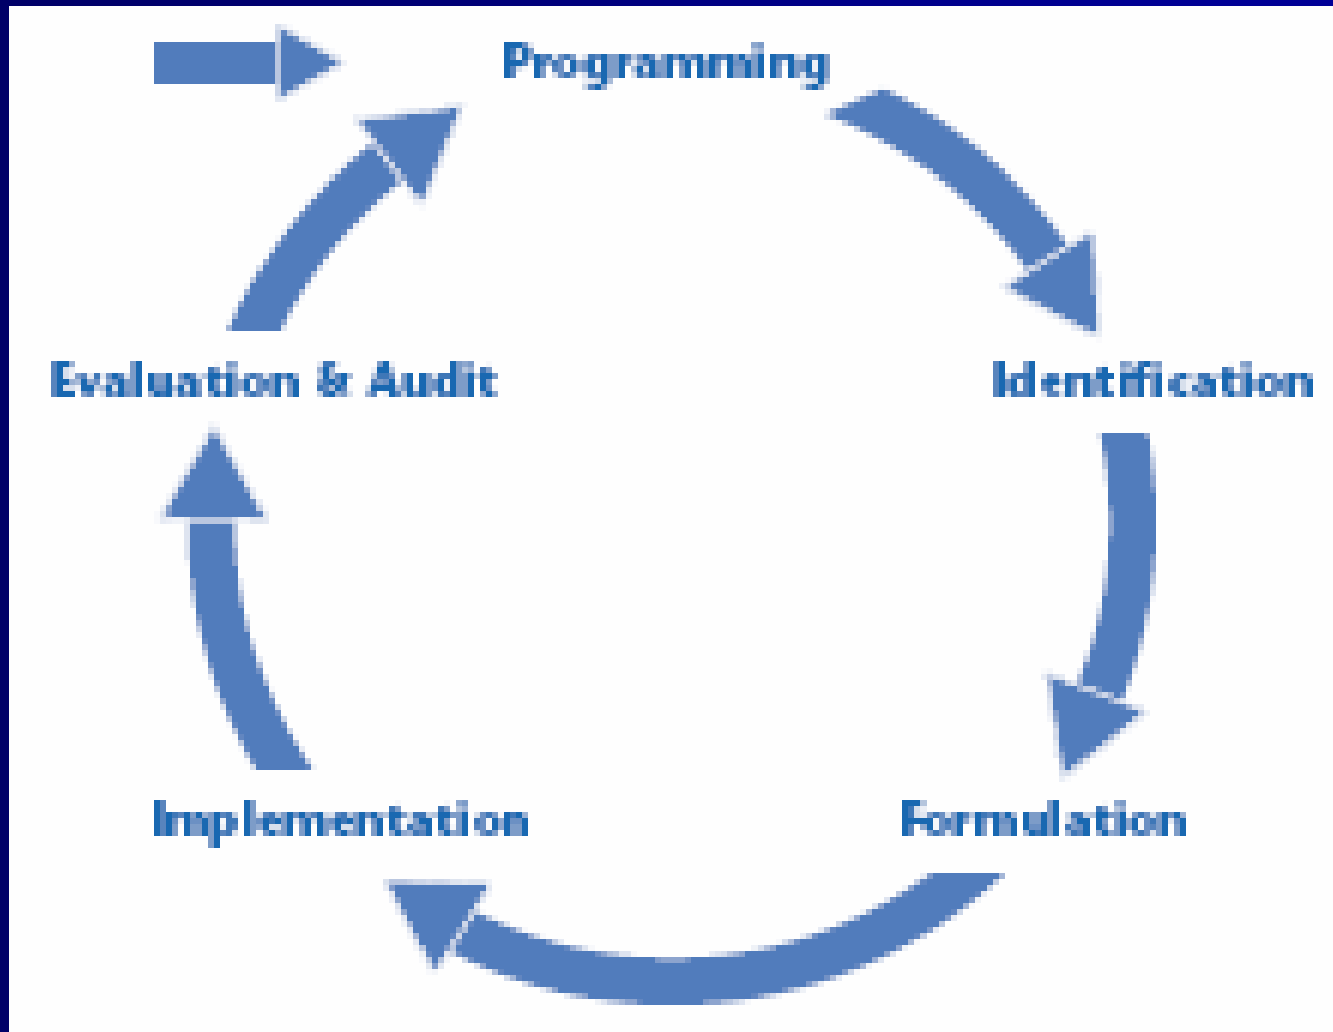 Programming
Identification
Formulation
Implementation
Evaluation & Audit